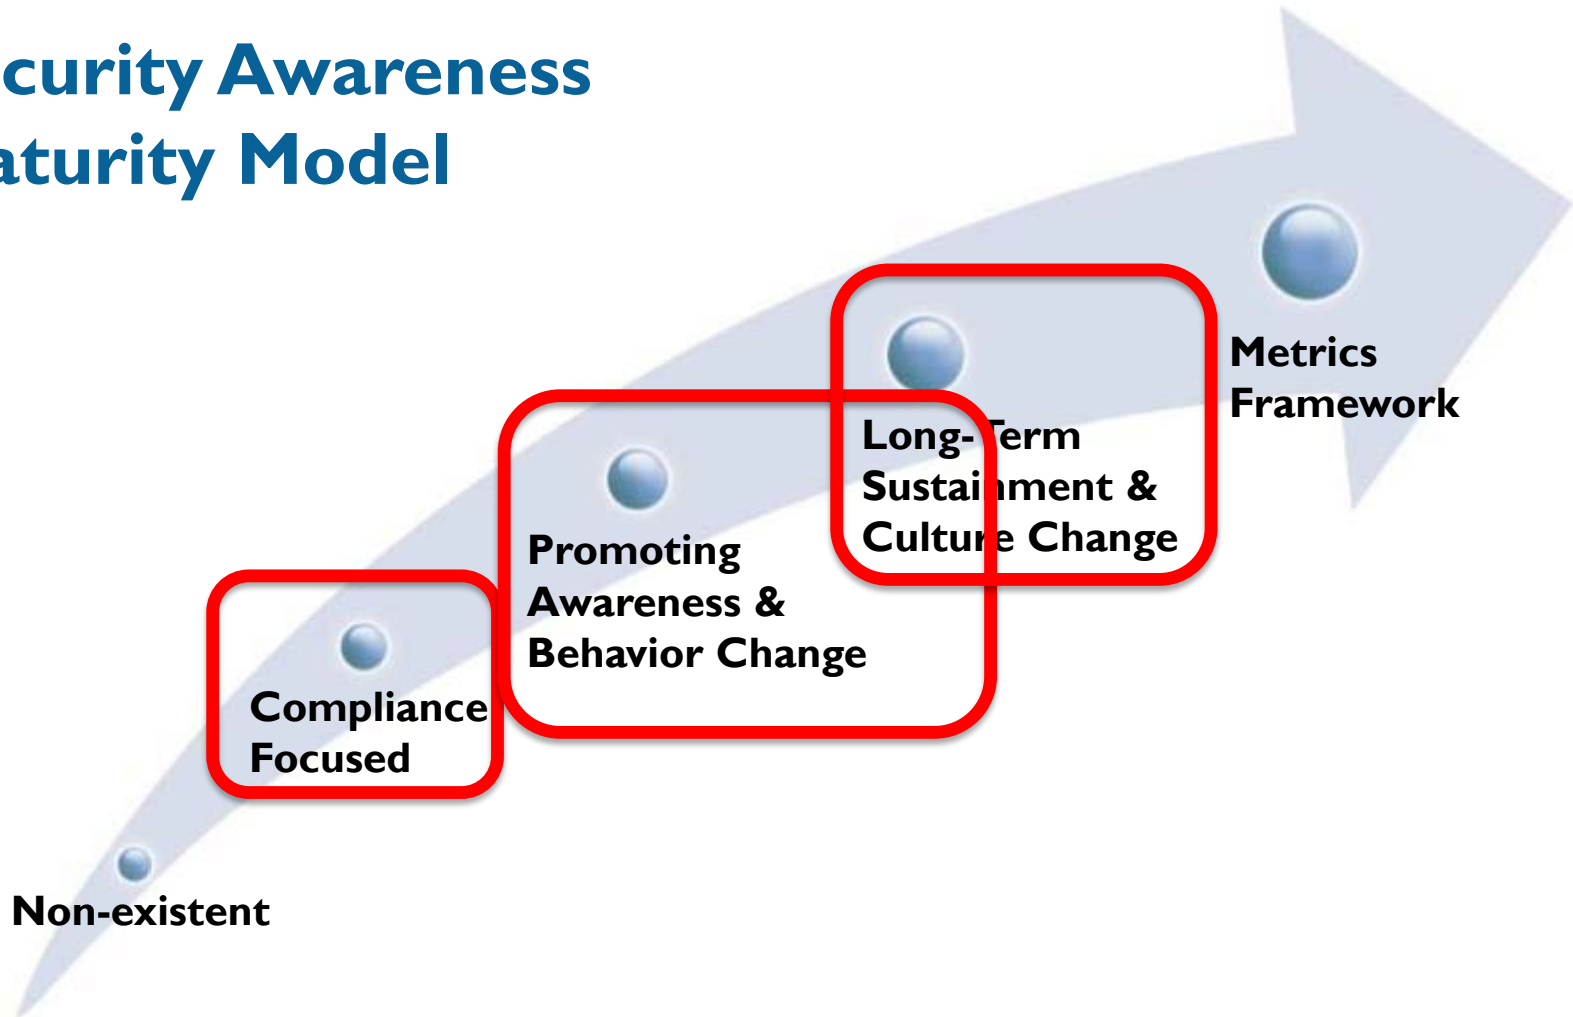 curity Awareness
aturity Model
Metrics
Framework
Long-Term
Sustainment &
Culture Change
Promoting
Awareness &
Behavior Change
Compliance
Focused
Non-existent